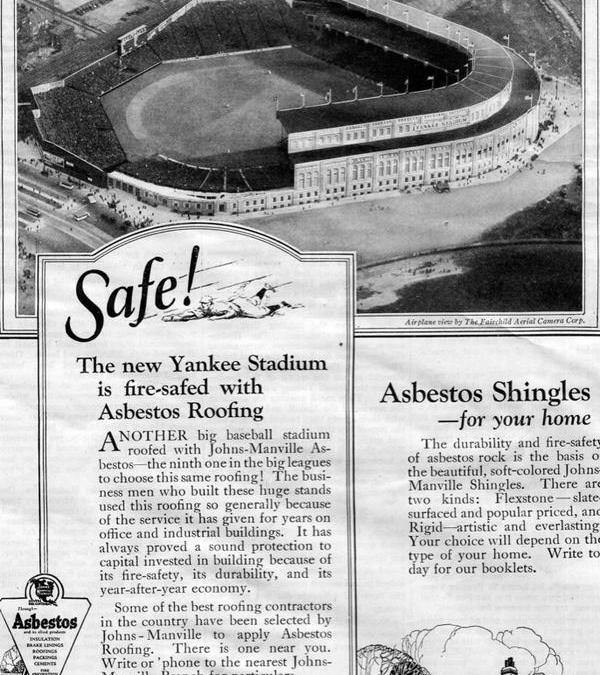 YANKEE STADIUM
Airplane view by The Fairchild Aerial Camera Corp.
Safe!
The new Yankee Stadium
is fire-safed with
Asbestos Roofing
ANOTHER big baseball stadium
roofed with Johns-Manville As-
bestos—the ninth one in the big leagues
to choose this same roofing! The busi-
ness men who built these huge stands
used this roofing so generally because
of the service it has given for years on
office and industrial buildings. It has
always proved a sound protection to
capital invested in building because of
its fire-safety, its durability, and its
year-after-year economy.
Some of the best roofing contractors
in the country have been selected by
Johns-Manville to apply Asbestos
Roofing. There is one near you.
Write or 'phone to the nearest Johns-
Asbestos Shingles
—for your home
The durability and fire-safety
of asbestos rock is the basis o
the beautiful, soft-colored Johns-
Manville Shingles. There are
two kinds: Flexstone—slate-
surfaced and popular priced, and
Rigid—artistic and everlasting
Your choice will depend on the
type of your home. Write to
day for our booklets.
Through—
Asbestos
and its allied products
INSULATION
BRAKE LININGS
ROOFINGS
PACKINGS
CEMENTS
FIRE
PREVENTION